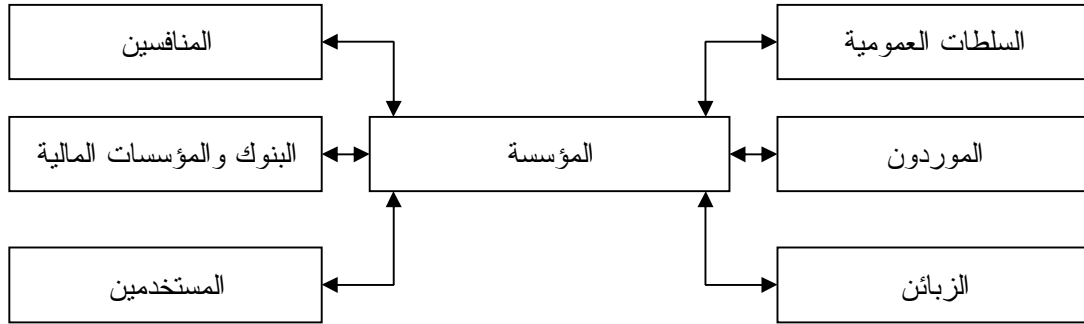 السلطات العمومية
المنافسين
الموردون
المؤسسة
البنوك والمؤسسات المالية
الزبائن
المستخدمين